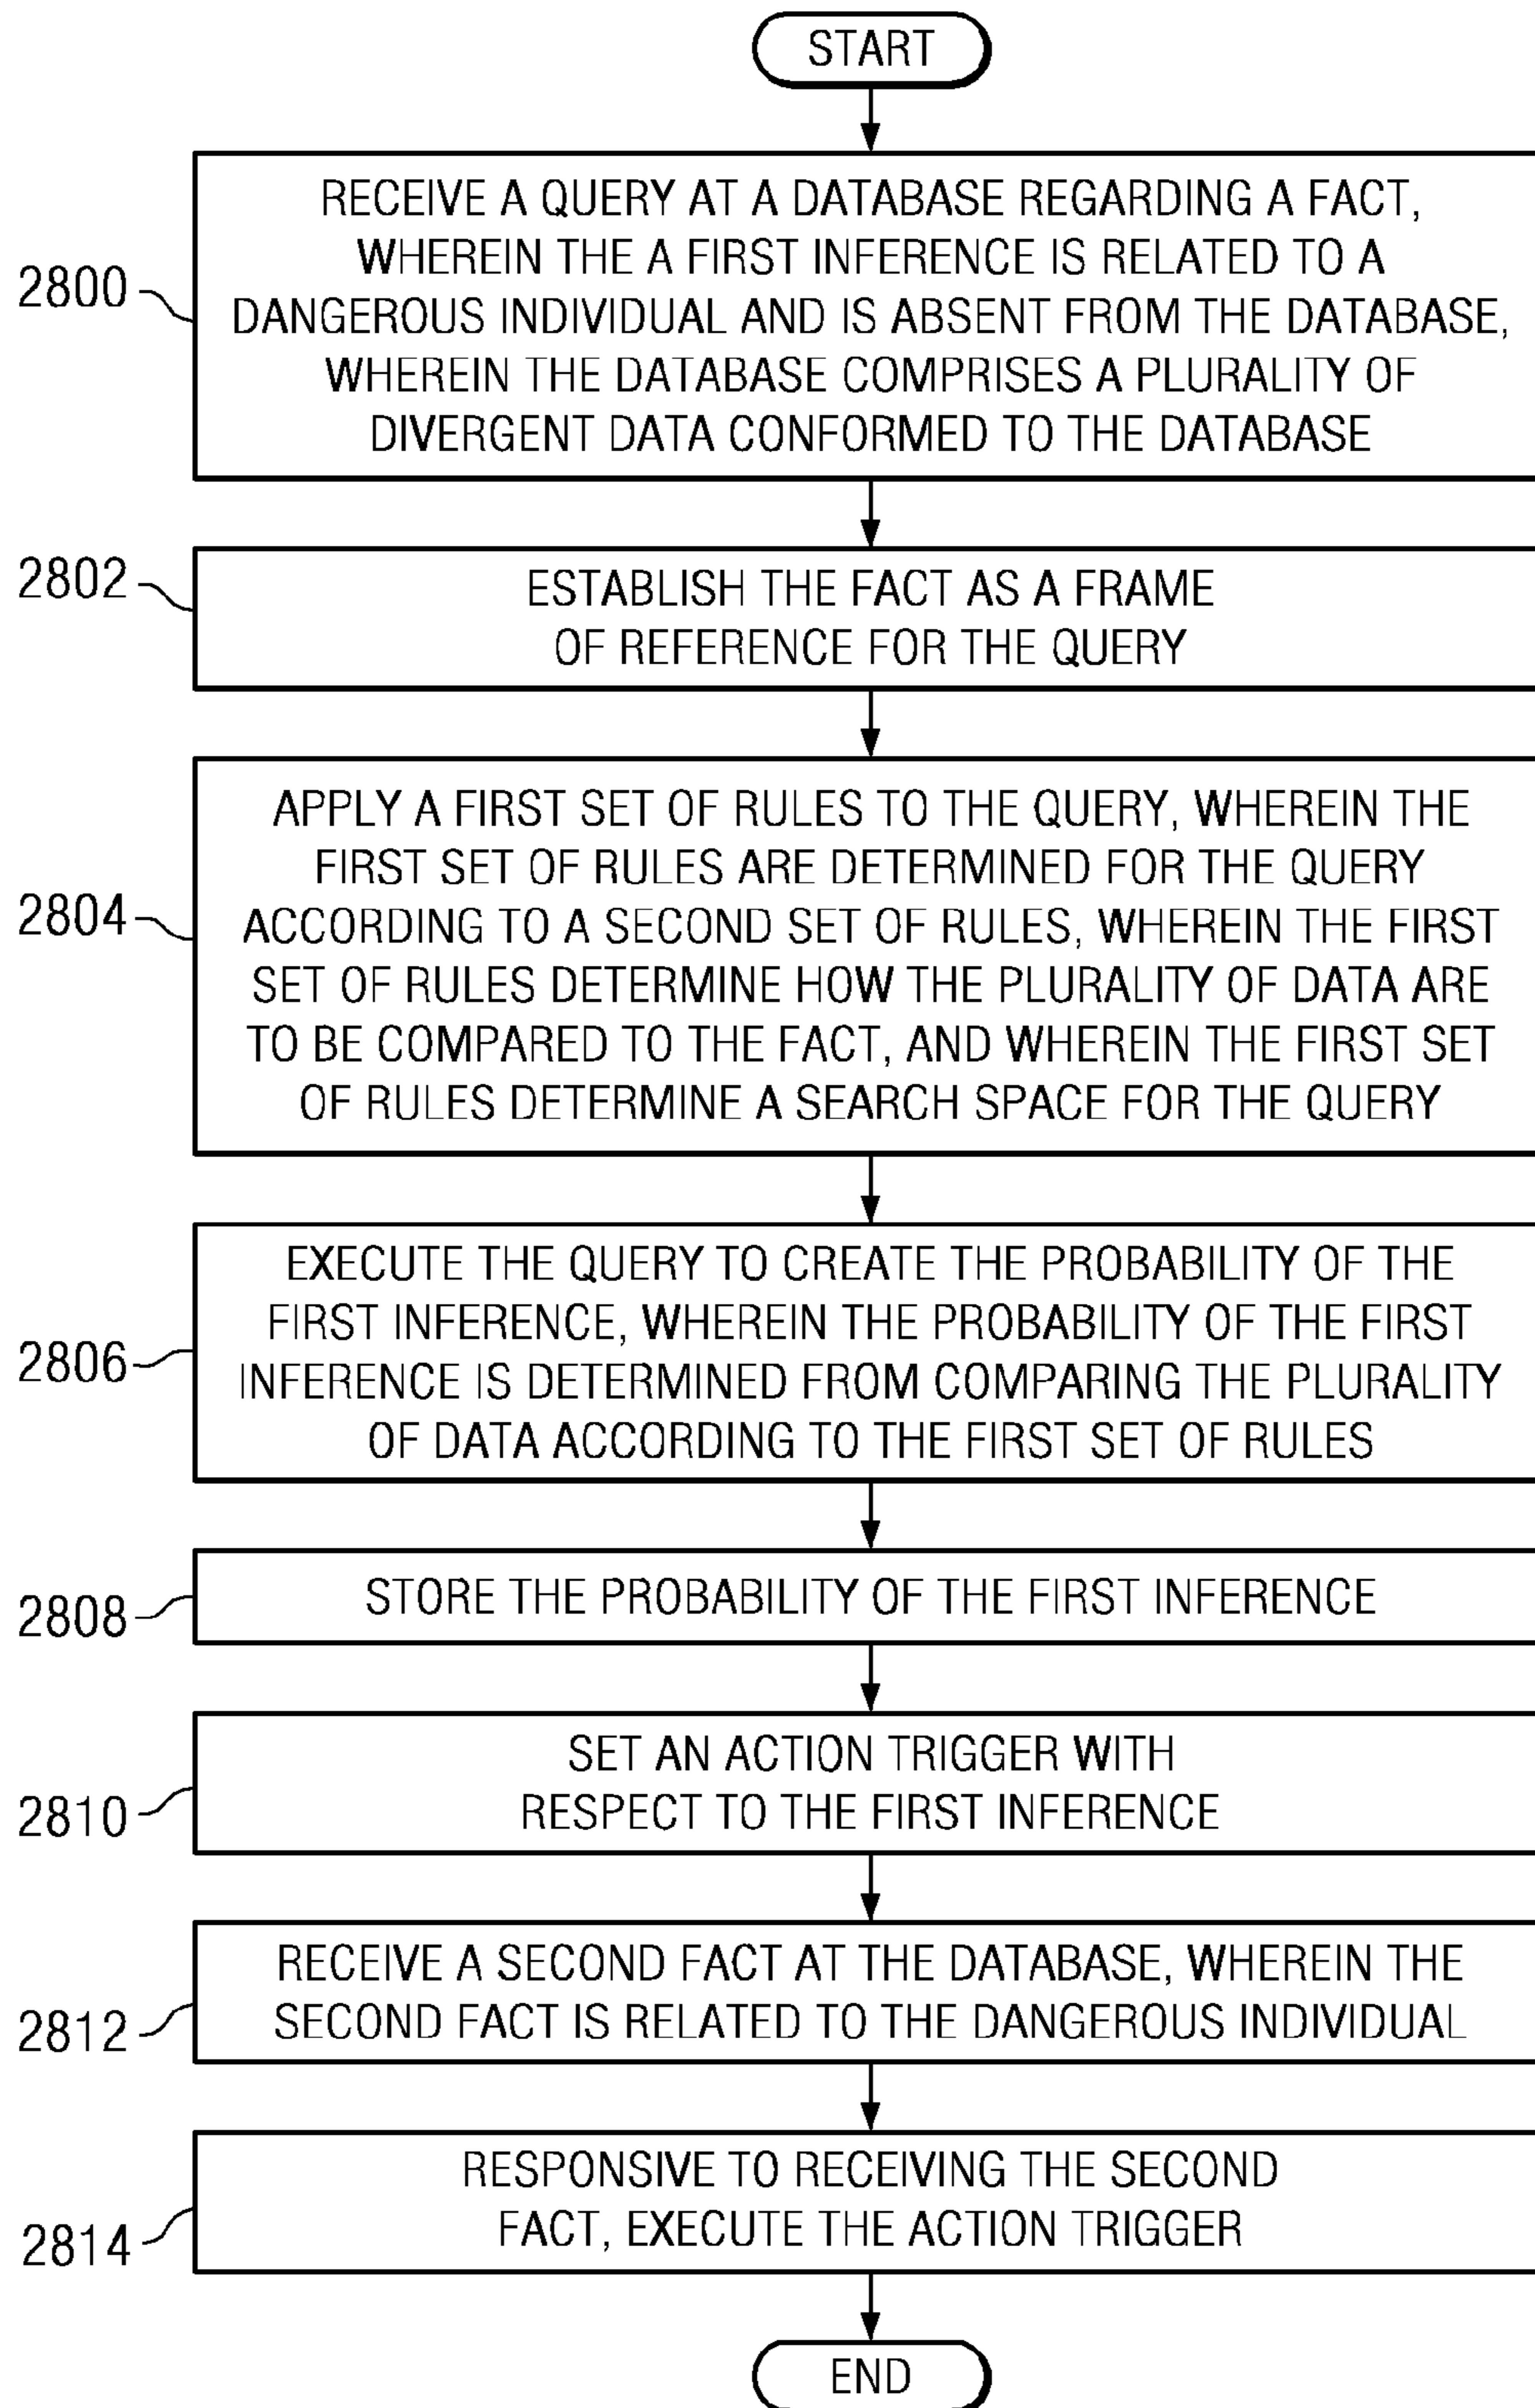 START
RECEIVE A QUERY AT A DATABASE REGARDING A FACT,
WHEREIN THE A FIRST INFERENCE IS RELATED TO A
DANGEROUS INDIVIDUAL AND IS ABSENT FROM THE DATABASE,
WHEREIN THE DATABASE COMPRISES A PLURALITY OF
DIVERGENT DATA CONFORMED TO THE DATABASE
2800
ESTABLISH THE FACT AS A FRAME
OF REFERENCE FOR THE QUERY
2802
APPLY A FIRST SET OF RULES TO THE QUERY, WHEREIN THE
FIRST SET OF RULES ARE DETERMINED FOR THE QUERY
ACCORDING TO A SECOND SET OF RULES, WHEREIN THE FIRST
SET OF RULES DETERMINE HOW THE PLURALITY OF DATA ARE
TO BE COMPARED TO THE FACT, AND WHEREIN THE FIRST SET
OF RULES DETERMINE A SEARCH SPACE FOR THE QUERY
2804
EXECUTE THE QUERY TO CREATE THE PROBABILITY OF THE
FIRST INFERENCE, WHEREIN THE PROBABILITY OF THE FIRST
INFERENCE IS DETERMINED FROM COMPARING THE PLURALITY
OF DATA ACCORDING TO THE FIRST SET OF RULES
2806
STORE THE PROBABILITY OF THE FIRST INFERENCE
2808
SET AN ACTION TRIGGER WITH
RESPECT TO THE FIRST INFERENCE
2810
RECEIVE A SECOND FACT AT THE DATABASE, WHEREIN THE
SECOND FACT IS RELATED TO THE DANGEROUS INDIVIDUAL
2812
RESPONSIVE TO RECEIVING THE SECOND
FACT, EXECUTE THE ACTION TRIGGER
2814
END